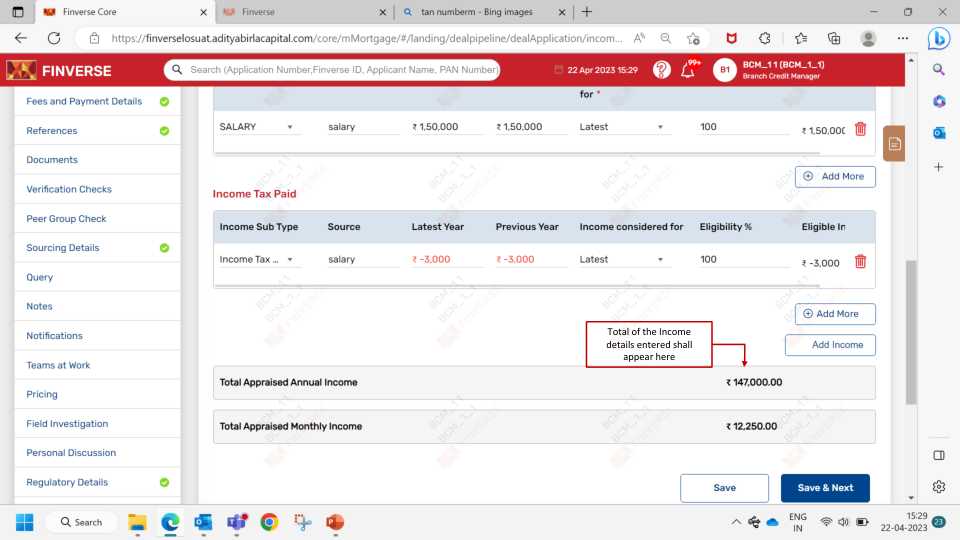 Finverse Core
Finverse
tan numberm - Bing images
https://finverselosuat.adityabirlacapital.com/core/mMortgage/#/landing/dealpipeline/dealApplication/incom...
FINVERSE
Search (Application Number,Finverse ID, Applicant Name, PAN Number)
22 Apr 2023 15:29
99+
B1
BCM_1 1 (BCM_1_1)
Branch Credit Manager
Fees and Payment Details
References
Documents
Verification Checks
Peer Group Check
Sourcing Details
Query
Notes
Notifications
Teams at Work
Pricing
Field Investigation
Personal Discussion
Regulatory Details
for *
SALARY salary ₹ 1,50,000 ₹ 1,50,000 Latest 100 ₹ 1,50,000
Add More
Income Tax Paid
Income Sub Type Source Latest Year Previous Year Income considered for Eligibility % Eligible In
Income Tax ... salary ₹ -3,000 ₹ -3,000 Latest 100 ₹ -3,000
Add More
Add Income
Total of the Income
details entered shall
appear here
Total Appraised Annual Income ₹ 147,000.00
Total Appraised Monthly Income ₹ 12,250.00
Save
Save & Next
BCM_1 1
BCM_1_1
FINVERSE
Search
ENG
IN
15:29
22-04-2023
23